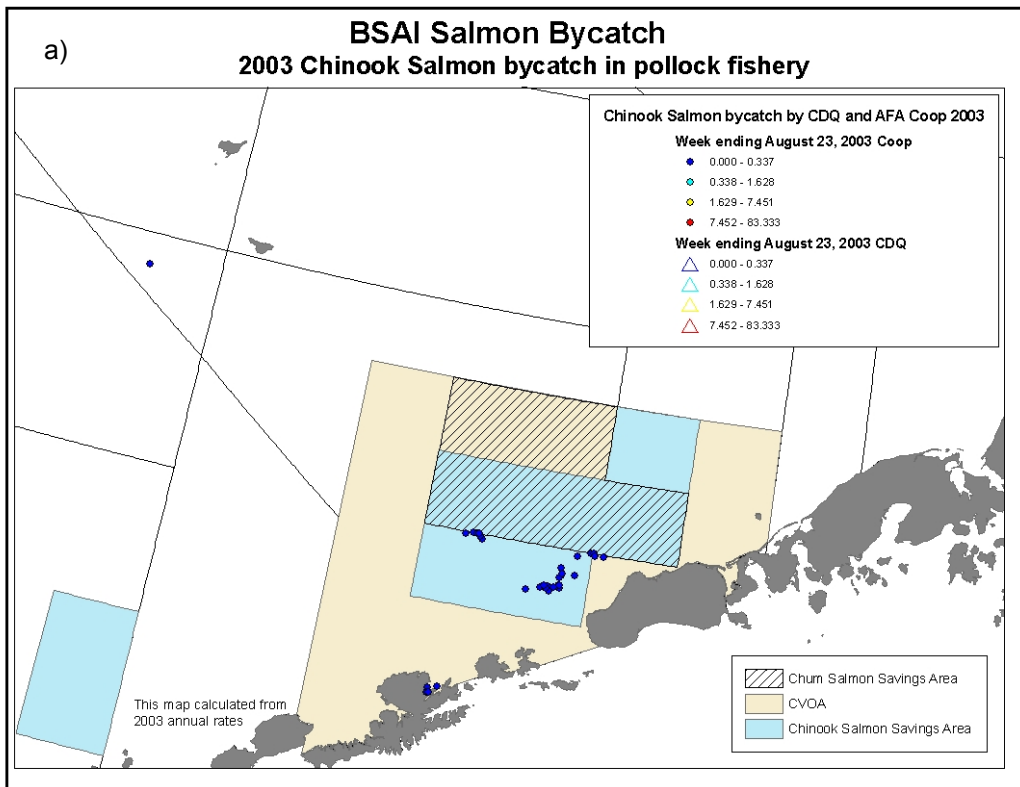 a)
BSAI Salmon Bycatch
2003 Chinook Salmon bycatch in pollock fishery
Chinook Salmon bycatch by CDQ and AFA Coop 2003
Week ending August 23, 2003 Coop
0.000 - 0.337
0.338 - 1.628
1.629 - 7.451
7.452 - 83.333
Week ending August 23, 2003 CDQ
0.000 - 0.337
0.338 - 1.628
1.629 - 7.451
7.452 - 83.333
This map calculated from
2003 annual rates
Chum Salmon Savings Area
CVOA
Chinook Salmon Savings Area